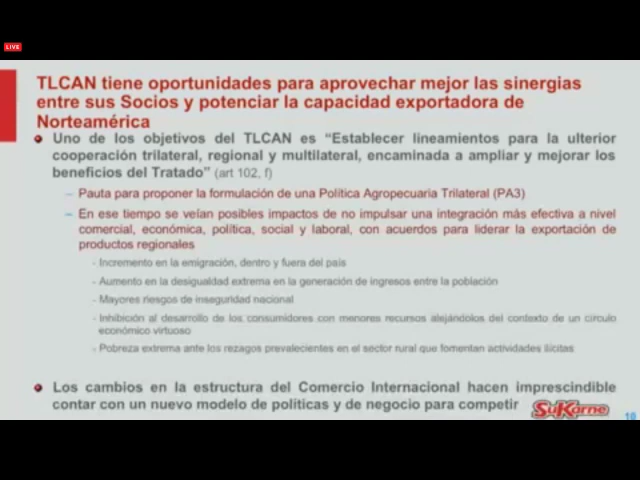 LIVE
TLCAN tiene oportunidades para aprovechar mejor las sinergias
entre sus Socios y potenciar la capacidad exportadora de
Norteamérica
Uno de los objetivos del TLCAN es “Establecer lineamientos para la ulterior
cooperación trilateral, regional y multilateral, encaminada a ampliar y mejorar los
beneficios del Tratado” (art 102, f)
– Pauta para proponer la formulación de una Política Agropecuaria Trilateral (PA3)
– En ese tiempo se veían posibles impactos de no impulsar una integración más efectiva a nivel
comercial, económica, política, social y laboral, con acuerdos para liderar la exportación de
productos regionales
- Incremento en la emigración, dentro y fuera del país
- Aumento en la desigualdad extrema en la generación de ingresos entre la población
- Mayores riesgos de inseguridad nacional
- Inhibición al desarrollo de los consumidores con menores recursos alejándolos del contexto de un círculo
económico virtuoso
- Pobreza extrema ante los rezagos prevalecientes en el sector rural que fomentan actividades ilícitas
Los cambios en la estructura del Comercio Internacional hacen imprescindible
contar con un nuevo modelo de políticas y de negocio para competir
SuKarne
10